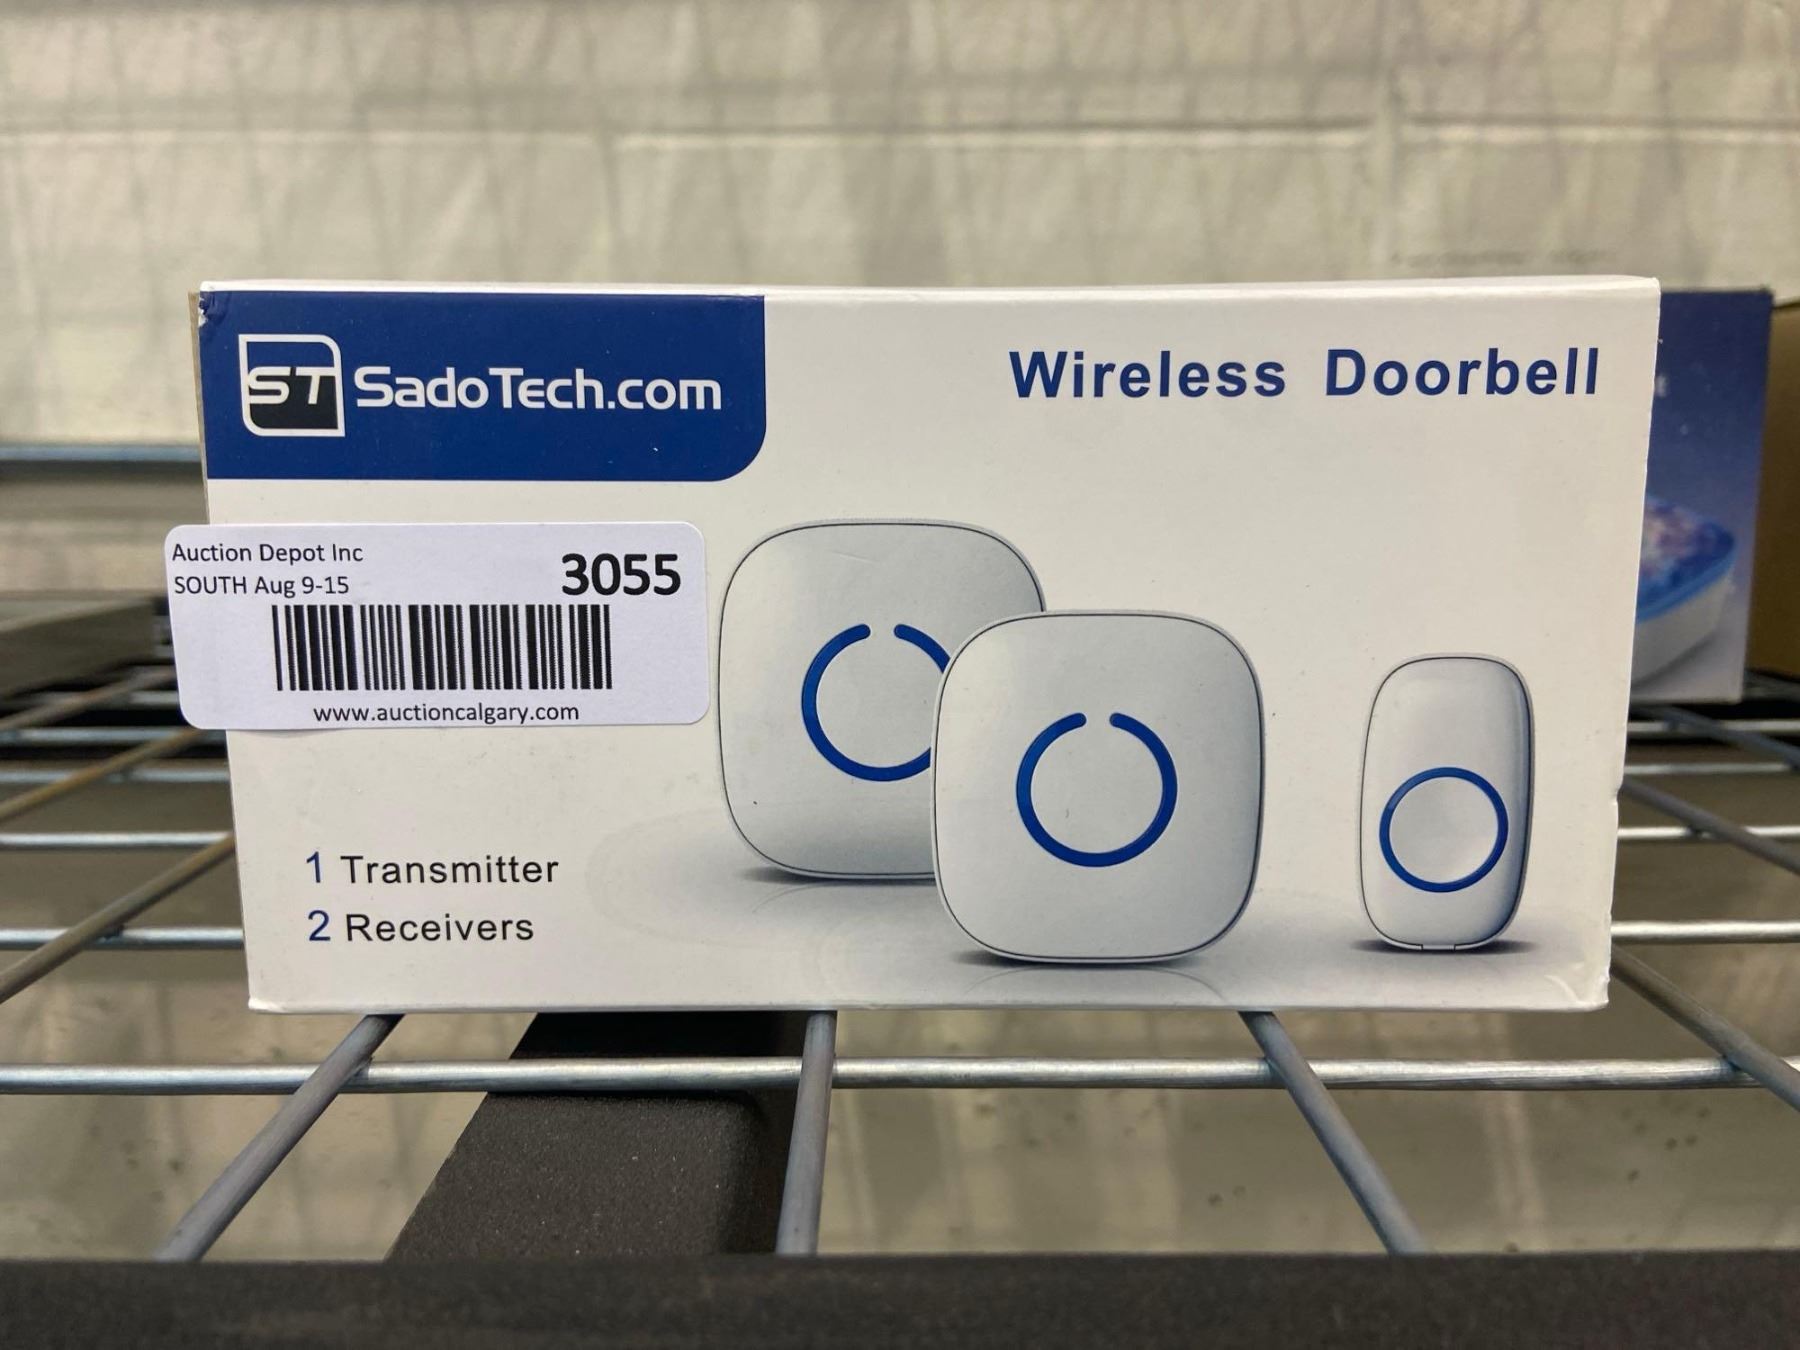 ST SadoTech.com
Wireless Doorbell
Auction Depot Inc
SOUTH Aug 9-15
3055
www.auctioncalgary.com
1 Transmitter
2 Receivers